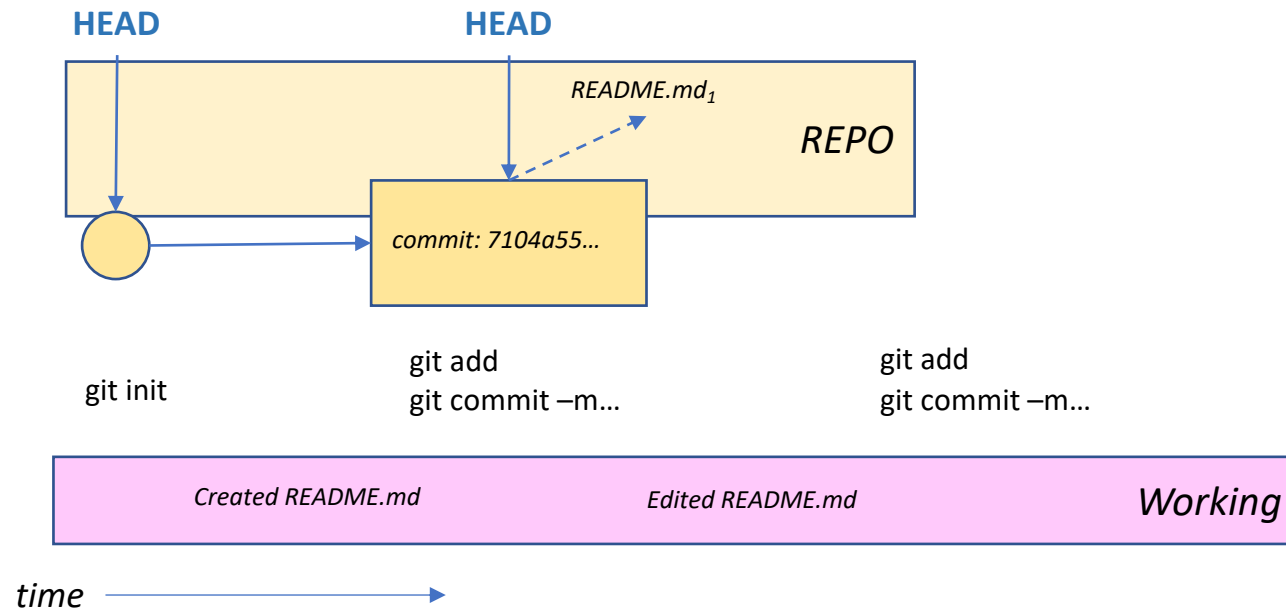 HEAD
HEAD
README.md₁
REPO
commit: 7104a55…
git init
git add
git commit –m…
git add
git commit –m…
Created README.md
Edited README.md
Working
time